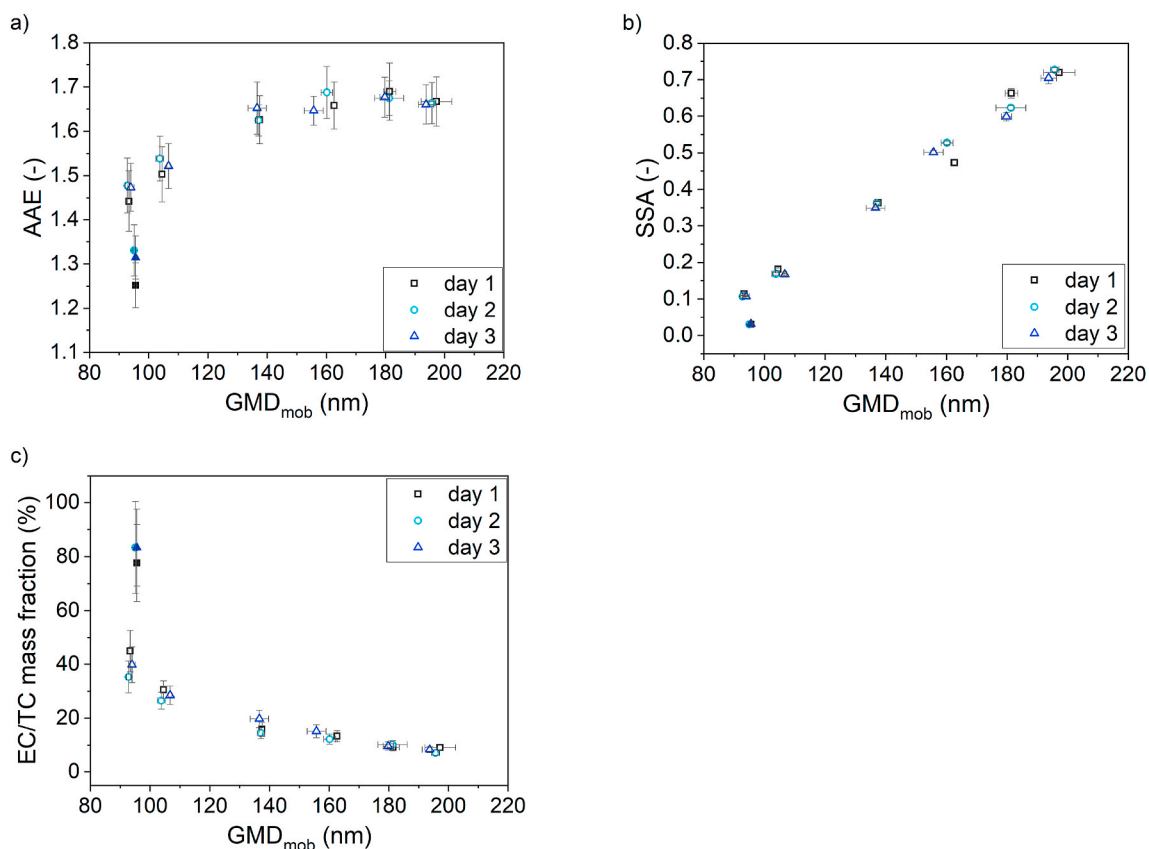 a)
1.8
1.7
1.6
1.5
1.4
1.3
1.2
1.1
AAE (-)
day 1
day 2
day 3
80 100 120 140 160 180 200 220
GMDmob (nm)
b)
0.8
0.7
0.6
0.5
0.4
0.3
0.2
0.1
0.0
SSA (-)
day 1
day 2
day 3
80 100 120 140 160 180 200 220
GMDmob (nm)
c)
100
80
60
40
20
0
EC/TC mass fraction (%)
day 1
day 2
day 3
80 100 120 140 160 180 200 220
GMDmob (nm)